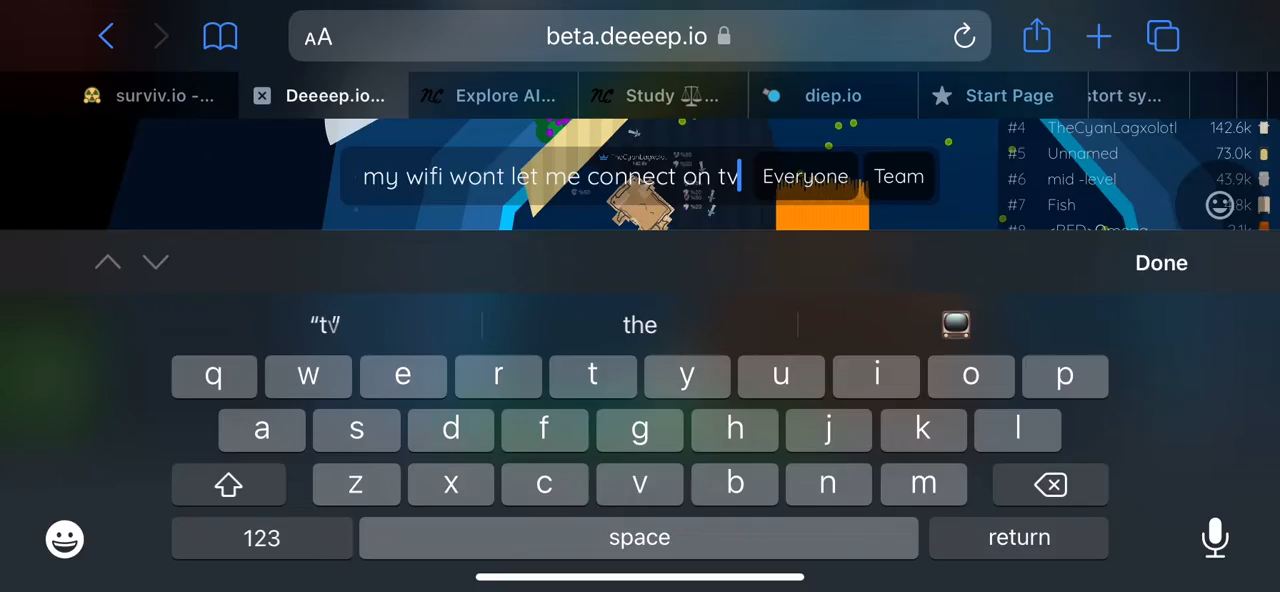 AA beta.deeeep.io
surviv.io -... Deeeep.io... Explore AI... Study ⚖️... diep.io Start Page stort sy...
#4 TheCyanLagxolotl 142.6k
#5 Unnamed 73.0k
#6 mid -level 43.9k
#7 Fish
my wifi wont let me connect on tv Everyone Team
Done
“tv” the 📺
q w e r t y u i o p
a s d f g h j k l
z x c v b n m
123 space return